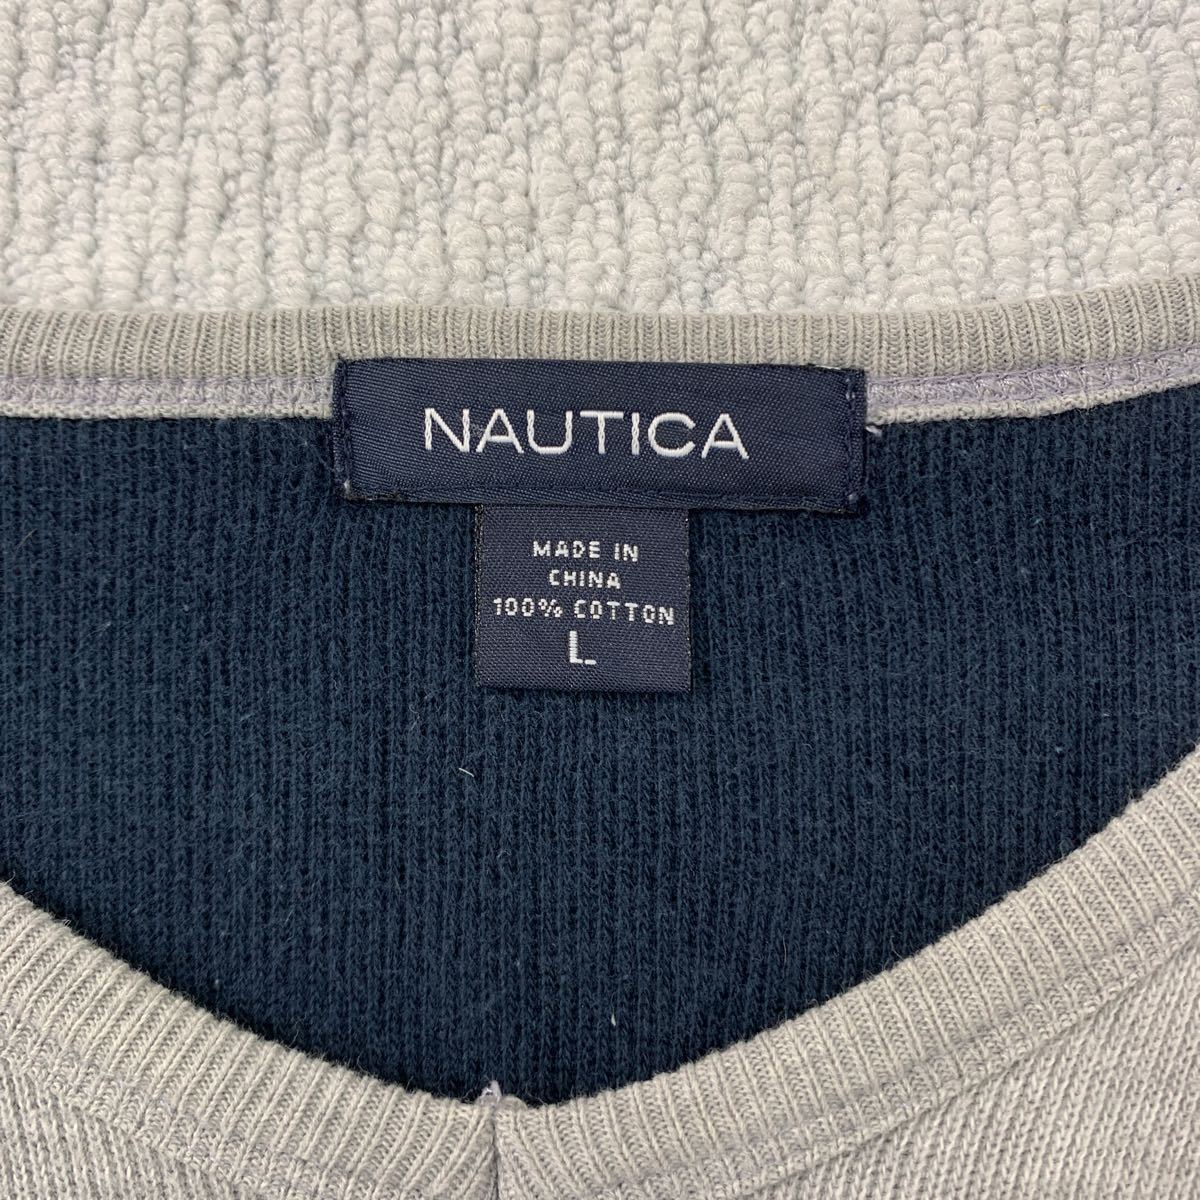 NAUTICA
MADE IN
CHINA
100% COTTON
L